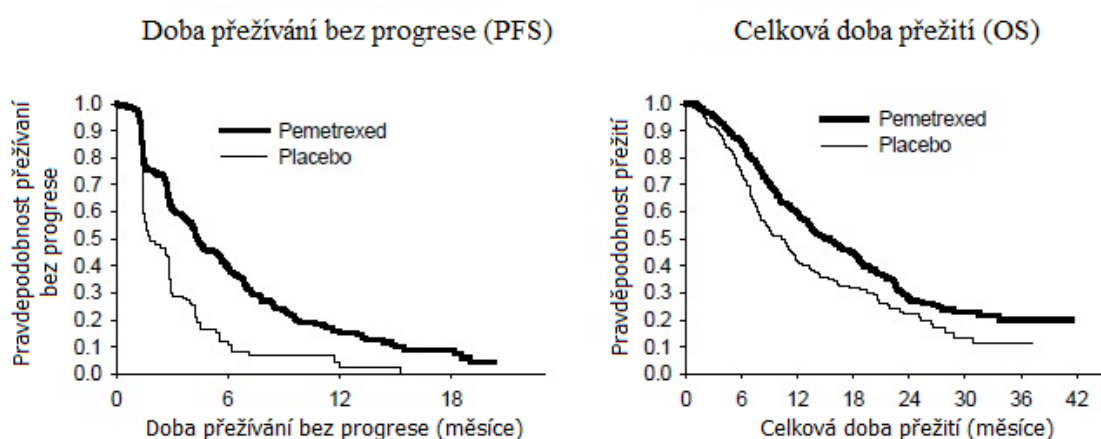 Doba přežívání bez progrese (PFS)
Pravdepodobnost přežívaní
bez progrese
1.0
0.9
0.8
0.7
0.6
0.5
0.4
0.3
0.2
0.1
0.0
Pemetrexed
Placebo
0 6 12 18
Doba přežívání bez progrese (měsíce)
Celková doba přežití (OS)
Pravděpodobnost přežití
1.0
0.9
0.8
0.7
0.6
0.5
0.4
0.3
0.2
0.1
0.0
Pemetrexed
Placebo
0 6 12 18 24 30 36 42
Celková doba přežití (měsíce)